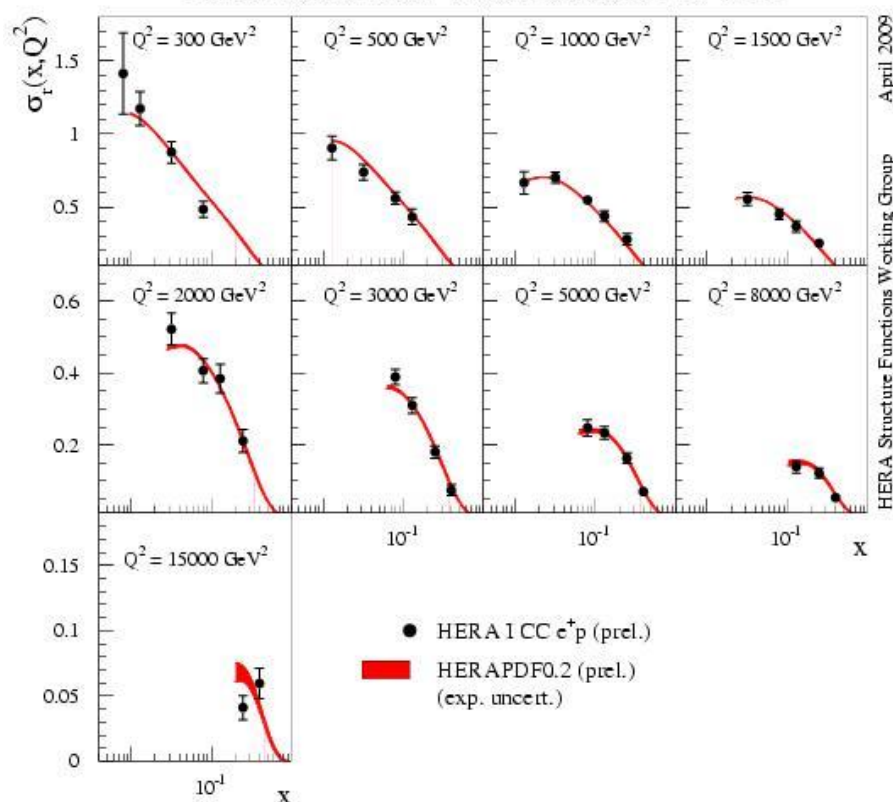 Q² = 300 GeV²
Q² = 500 GeV²
Q² = 1000 GeV²
Q² = 1500 GeV²
σᵣ(x,Q²)
1.5
1
0.5
Q² = 2000 GeV²
Q² = 3000 GeV²
Q² = 5000 GeV²
Q² = 8000 GeV²
0.6
0.4
0.2
10⁻¹
10⁻¹
10⁻¹
x
Q² = 15000 GeV²
0.15
0.1
0.05
0
10⁻¹
x
HERA I CC e⁺p (prel.)
HERAPDF0.2 (prel.)
(exp. uncert.)
HERA Structure Functions Working Group April 2009